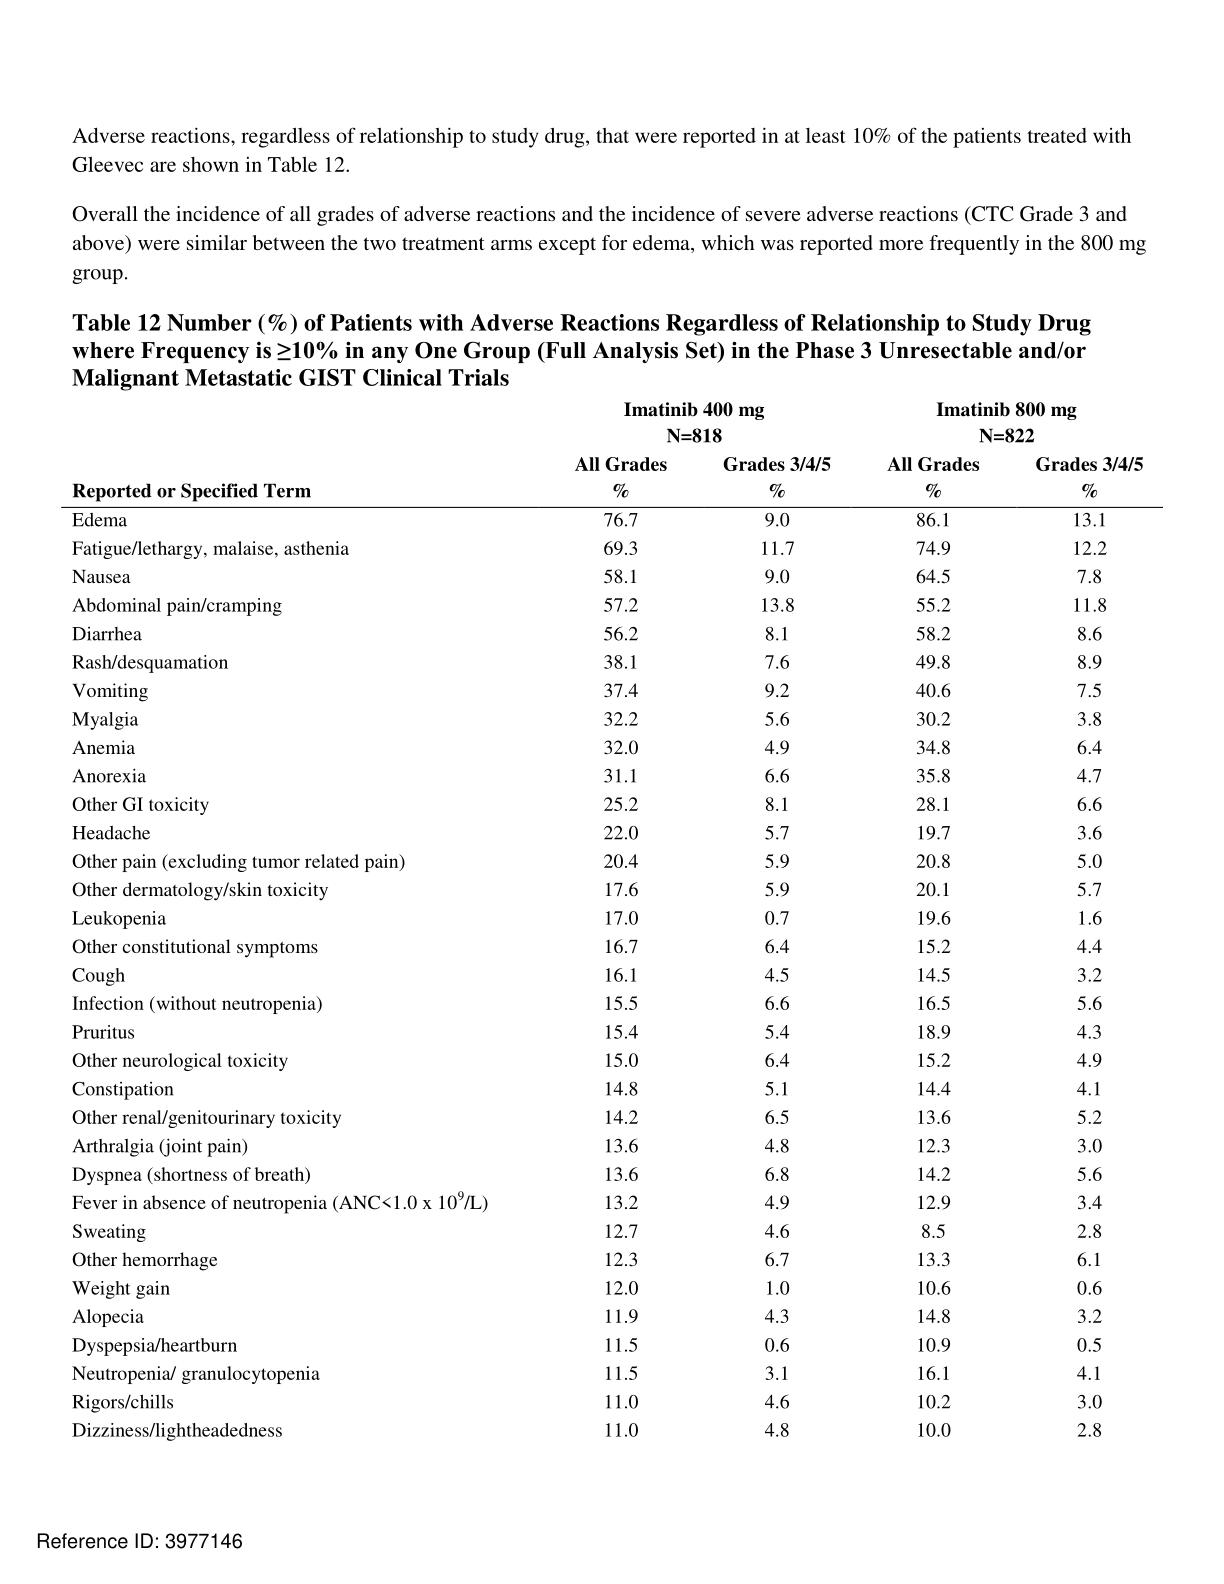 Adverse reactions, regardless of relationship to study drug, that were reported in at least 10% of the patients treated with
Gleevec are shown in Table 12.
Overall the incidence of all grades of adverse reactions and the incidence of severe adverse reactions (CTC Grade 3 and
above) were similar between the two treatment arms except for edema, which was reported more frequently in the 800 mg
group.
Table 12 Number (%) of Patients with Adverse Reactions Regardless of Relationship to Study Drug
where Frequency is ≥10% in any One Group (Full Analysis Set) in the Phase 3 Unresectable and/or
Malignant Metastatic GIST Clinical Trials
Imatinib 400 mg Imatinib 800 mg
N=818 N=822
All Grades Grades 3/4/5 All Grades Grades 3/4/5
Reported or Specified Term % % % %
Edema 76.7 9.0 86.1 13.1
Fatigue/lethargy, malaise, asthenia 69.3 11.7 74.9 12.2
Nausea 58.1 9.0 64.5 7.8
Abdominal pain/cramping 57.2 13.8 55.2 11.8
Diarrhea 56.2 8.1 58.2 8.6
Rash/desquamation 38.1 7.6 49.8 8.9
Vomiting 37.4 9.2 40.6 7.5
Myalgia 32.2 5.6 30.2 3.8
Anemia 32.0 4.9 34.8 6.4
Anorexia 31.1 6.6 35.8 4.7
Other GI toxicity 25.2 8.1 28.1 6.6
Headache 22.0 5.7 19.7 3.6
Other pain (excluding tumor related pain) 20.4 5.9 20.8 5.0
Other dermatology/skin toxicity 17.6 5.9 20.1 5.7
Leukopenia 17.0 0.7 19.6 1.6
Other constitutional symptoms 16.7 6.4 15.2 4.4
Cough 16.1 4.5 14.5 3.2
Infection (without neutropenia) 15.5 6.6 16.5 5.6
Pruritus 15.4 5.4 18.9 4.3
Other neurological toxicity 15.0 6.4 15.2 4.9
Constipation 14.8 5.1 14.4 4.1
Other renal/genitourinary toxicity 14.2 6.5 13.6 5.2
Arthralgia (joint pain) 13.6 4.8 12.3 3.0
Dyspnea (shortness of breath) 13.6 6.8 14.2 5.6
Fever in absence of neutropenia (ANC<1.0 x 10⁹/L) 13.2 4.9 12.9 3.4
Sweating 12.7 4.6 8.5 2.8
Other hemorrhage 12.3 6.7 13.3 6.1
Weight gain 12.0 1.0 10.6 0.6
Alopecia 11.9 4.3 14.8 3.2
Dyspepsia/heartburn 11.5 0.6 10.9 0.5
Neutropenia/ granulocytopenia 11.5 3.1 16.1 4.1
Rigors/chills 11.0 4.6 10.2 3.0
Dizziness/lightheadedness 11.0 4.8 10.0 2.8
Reference ID: 3977146